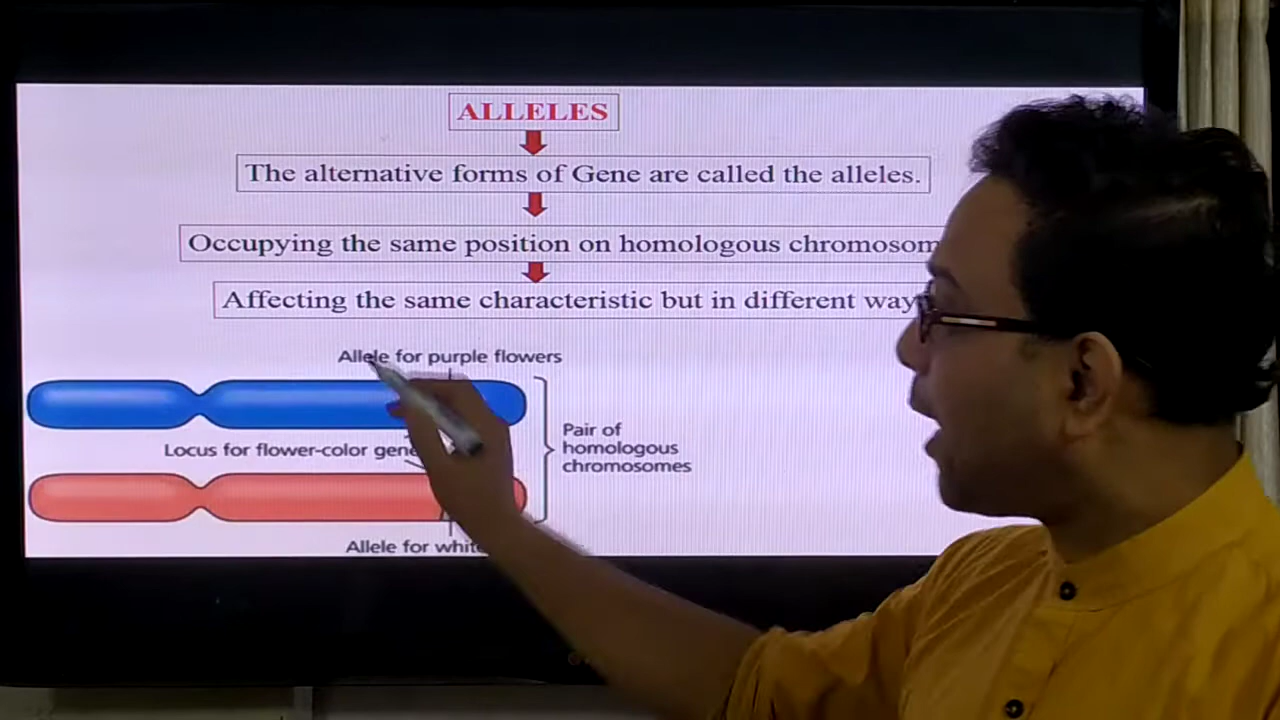 ALLELES
The alternative forms of Gene are called the alleles.
Occupying the same position on homologous
Affecting the same characteristic but in different
Allele for purple flowers
Pair of
homologous
chromosomes
Locus for flower-color gene
Allele for white